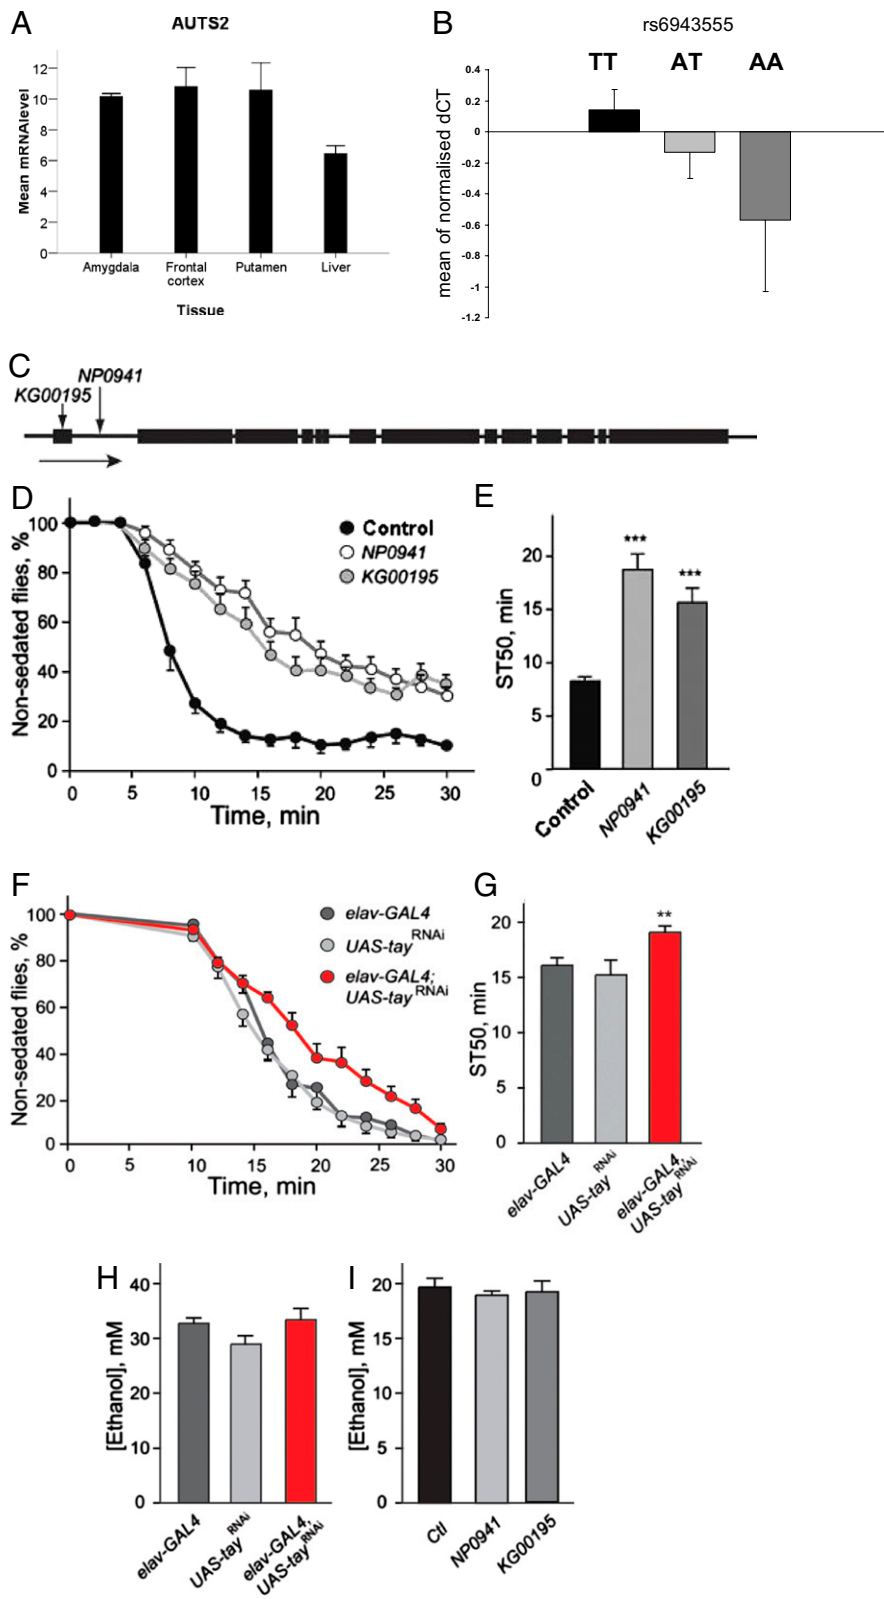 A
AUTS2
Mean mRNAlevel
12
10
8
6
4
2
0
Amygdala
Frontal
cortex
Putamen
Liver
Tissue
B
rs6943555
TT
AT
AA
mean of normalised dCT
0.4
0.2
0
-0.2
-0.4
-0.6
-0.8
-1
-1.2
C
NP0941
KG00195
D
Non-sedated flies, %
100
80
60
40
20
0
0
5
10
15
20
25
30
Time, min
Control
NP0941
KG00195
E
ST50, min
20
15
10
5
0
***
***
Control
NP0941
KG00195
F
Non-sedated flies, %
100
80
60
40
20
0
0
5
10
15
20
25
30
Time, min
elav-GAL4
UAS-tay RNAi
elav-GAL4;
UAS-tay RNAi
G
ST50, min
20
15
10
5
0
**
elav-GAL4
UAS-tay RNAi
elav-GAL4,
UAS-tay RNAi
H
[Ethanol], mM
40
30
20
10
0
elav-GAL4
UAS-tay RNAi
elav-GAL4,
UAS-tay RNAi
I
[Ethanol], mM
20
15
10
5
0
Ctl
NP0941
KG00195